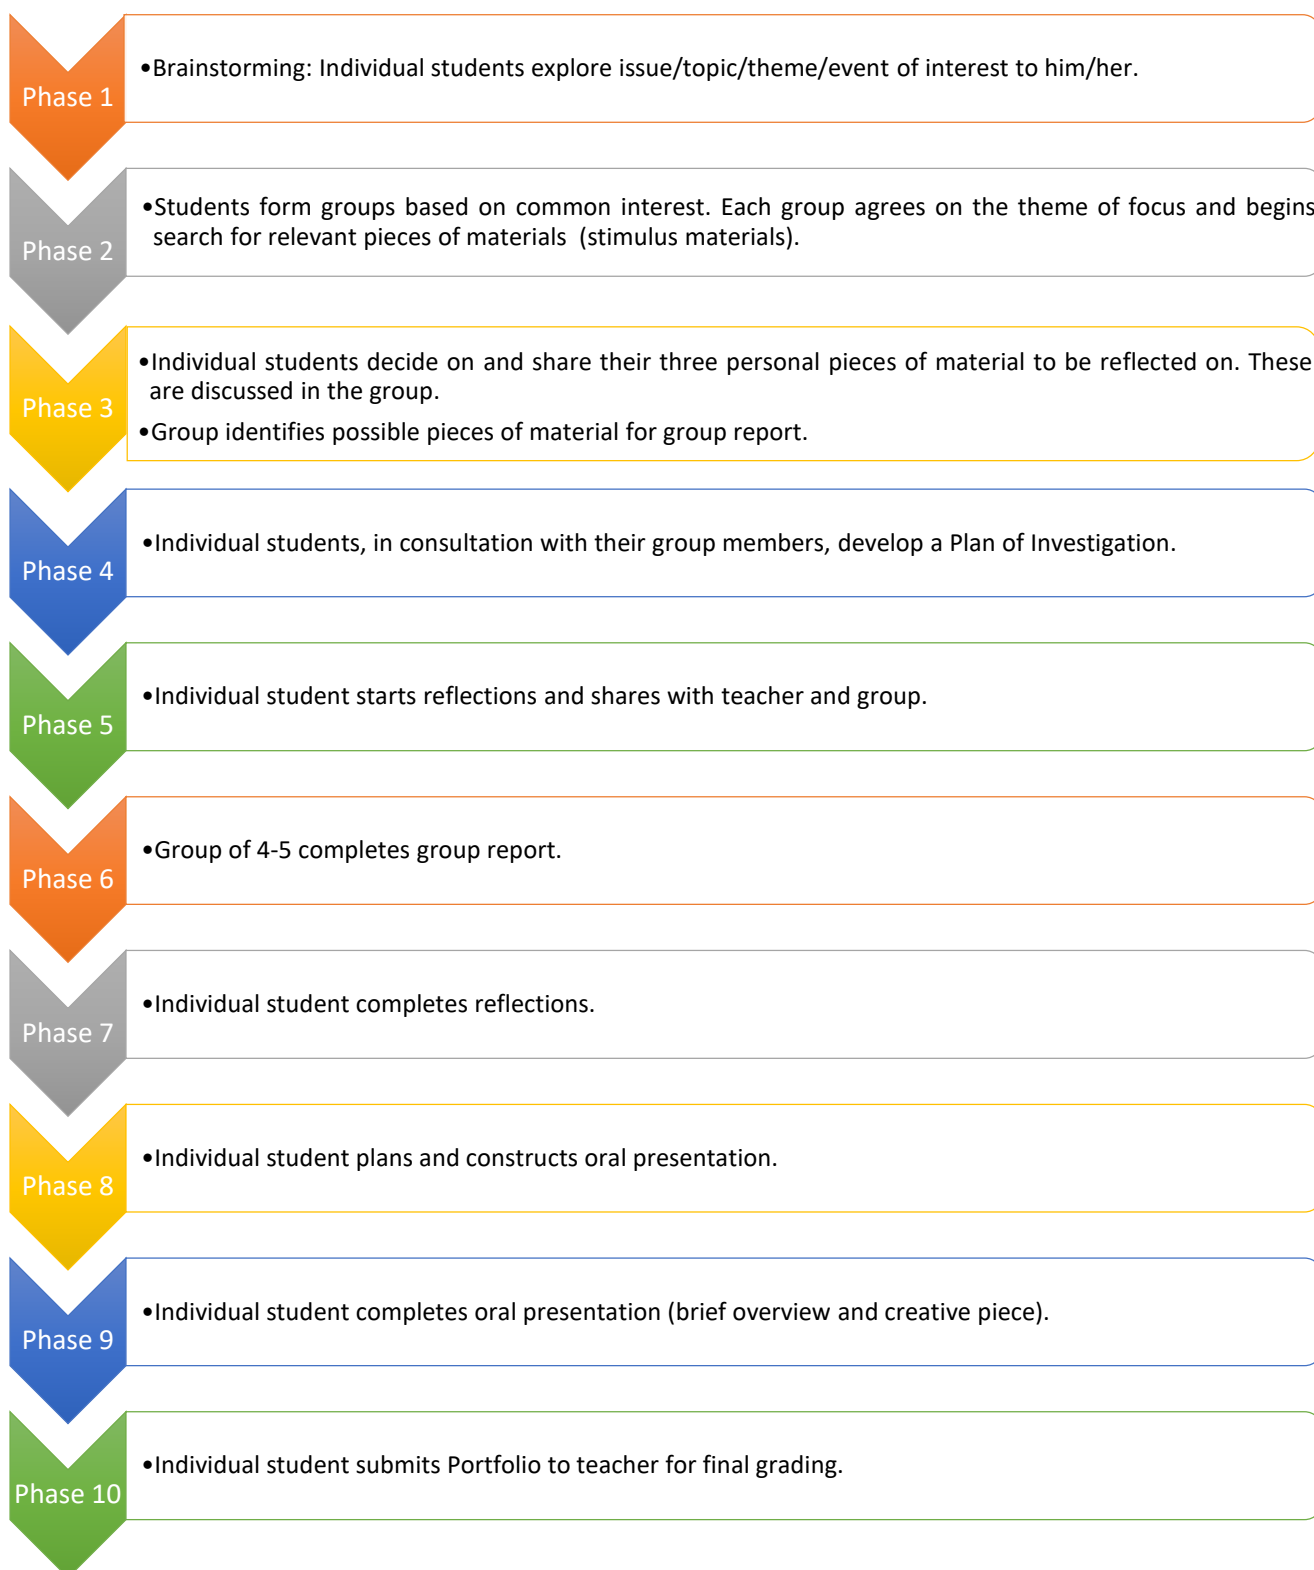 Phase 1
•Brainstorming: Individual students explore issue/topic/theme/event of interest to him/her.
Phase 2
•Students form groups based on common interest. Each group agrees on the theme of focus and begins
search for relevant pieces of materials (stimulus materials).
Phase 3
•Individual students decide on and share their three personal pieces of material to be reflected on. These
are discussed in the group.
•Group identifies possible pieces of material for group report.
Phase 4
•Individual students, in consultation with their group members, develop a Plan of Investigation.
Phase 5
•Individual student starts reflections and shares with teacher and group.
Phase 6
•Group of 4-5 completes group report.
Phase 7
•Individual student completes reflections.
Phase 8
•Individual student plans and constructs oral presentation.
Phase 9
•Individual student completes oral presentation (brief overview and creative piece).
Phase 10
•Individual student submits Portfolio to teacher for final grading.